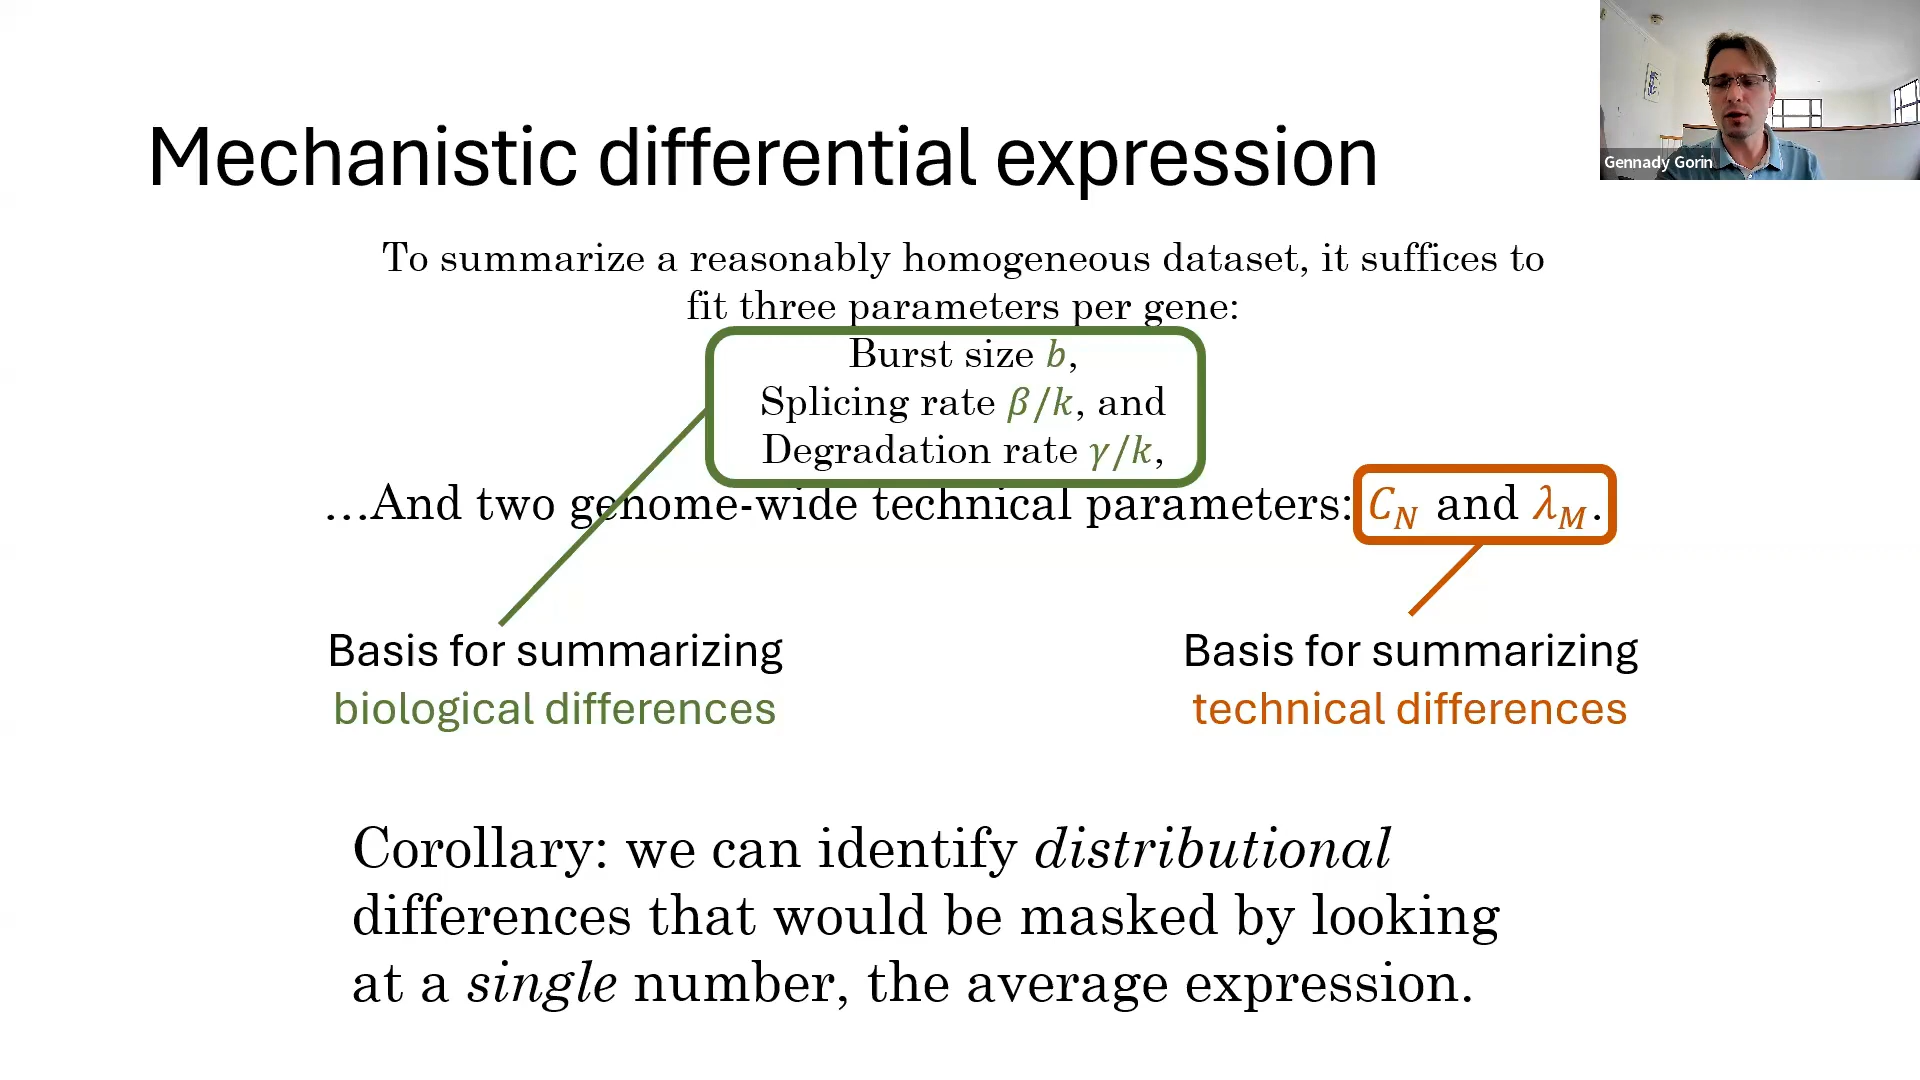 Gennady Gorin
Mechanistic differential expression
To summarize a reasonably homogeneous dataset, it suffices to
fit three parameters per gene:
Burst size b,
Splicing rate β/k, and
Degradation rate γ/k,
…And two genome-wide technical parameters: C_N and λ_M.
Basis for summarizing
biological differences
Basis for summarizing
technical differences
Corollary: we can identify distributional
differences that would be masked by looking
at a single number, the average expression.